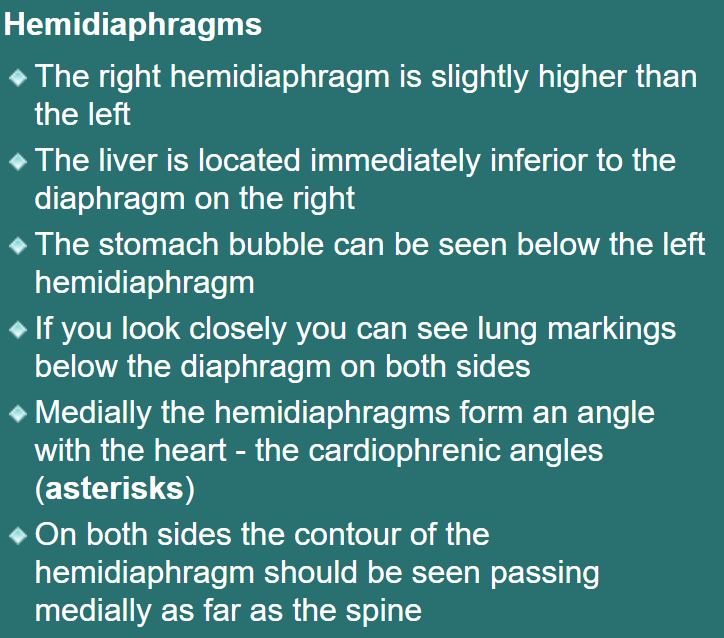 Hemidiaphragms
The right hemidiaphragm is slightly higher than
the left
The liver is located immediately inferior to the
diaphragm on the right
The stomach bubble can be seen below the left
hemidiaphragm
If you look closely you can see lung markings
below the diaphragm on both sides
Medially the hemidiaphragms form an angle
with the heart - the cardiophrenic angles
(asterisks)
On both sides the contour of the
hemidiaphragm should be seen passing
medially as far as the spine